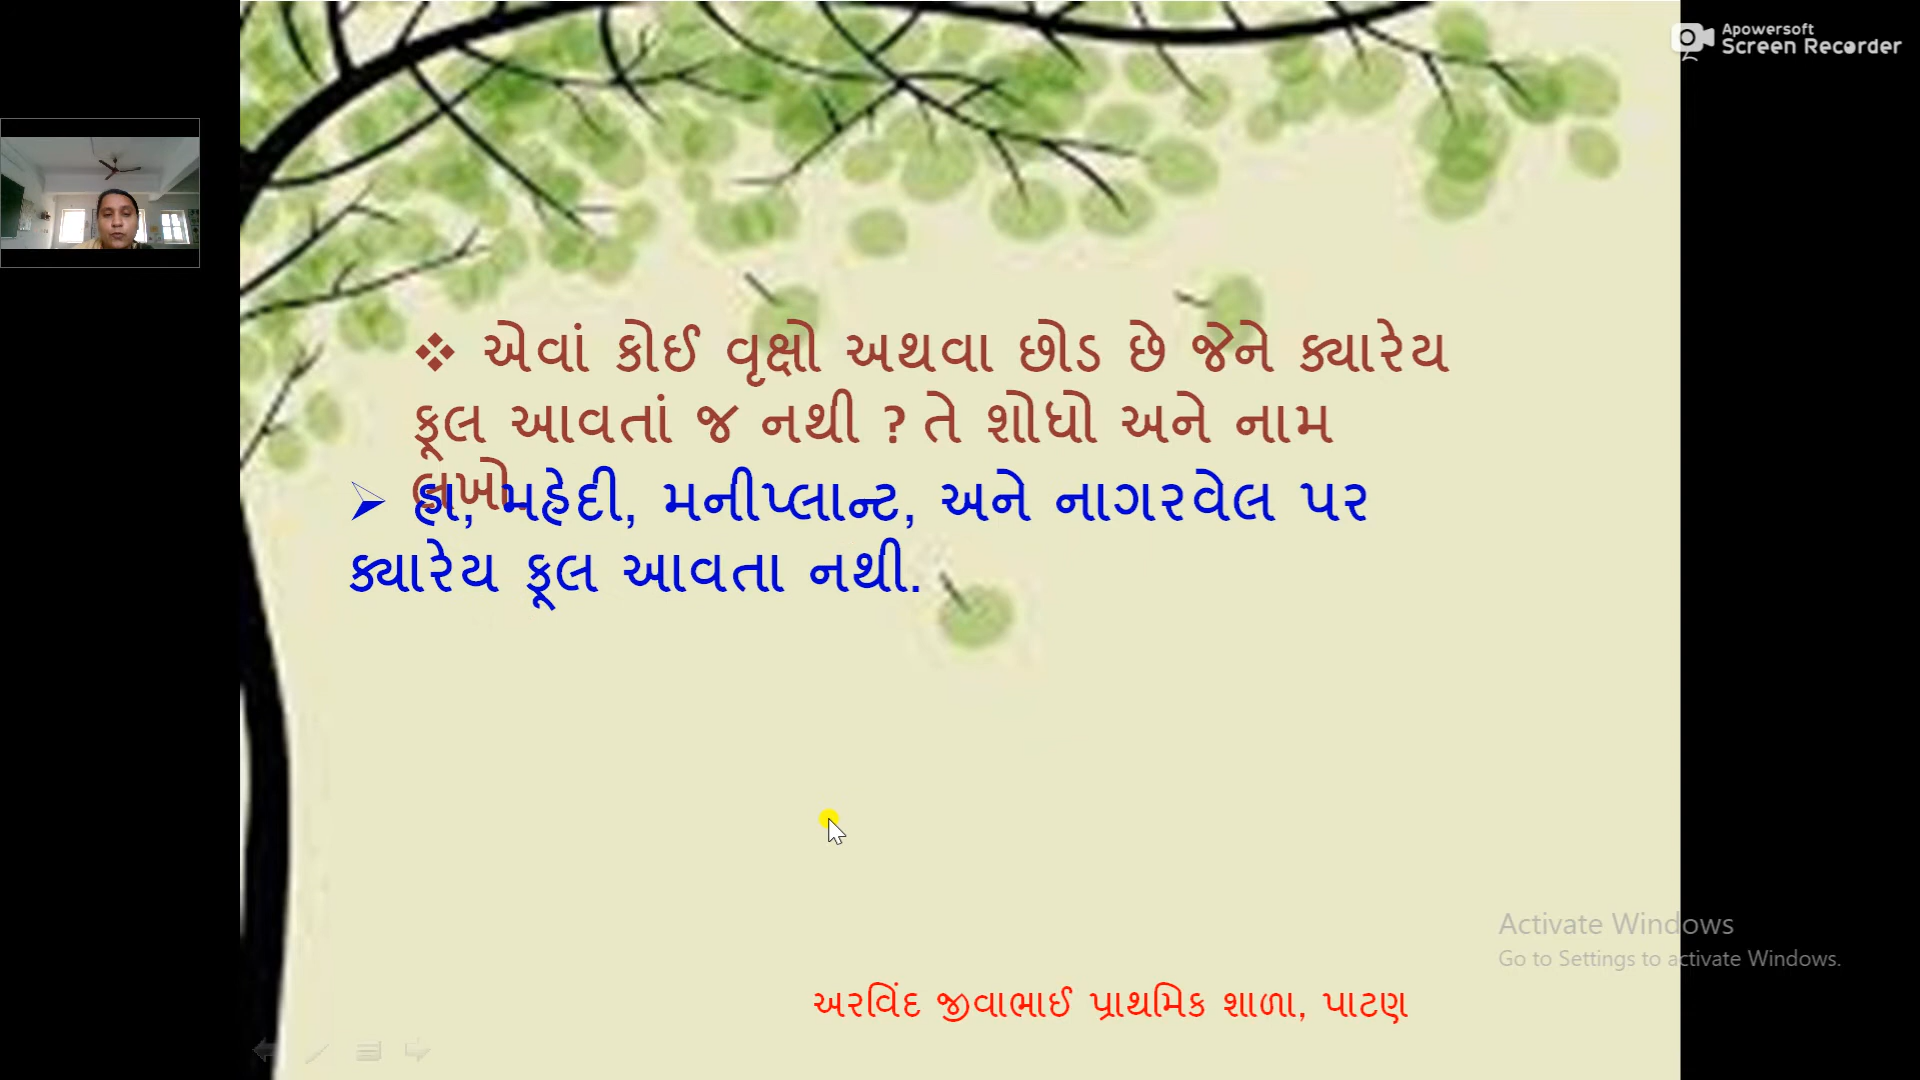 Apowersoft
Screen Recorder
❖ એવાં કોઈ વૃક્ષો અથવા છોડ છે જેને ક્યારેય
ફૂલ આવતાં જ નથી ? તે શોધો અને નામ
લખો.
➢ હા, મહેદી, મનીપ્લાન્ટ, અને નાગરવેલ પર
ક્યારેય ફૂલ આવતા નથી.
Activate Windows
Go to Settings to activate Windows.
અરવિંદ જીવાભાઈ પ્રાથમિક શાળા, પાટણ